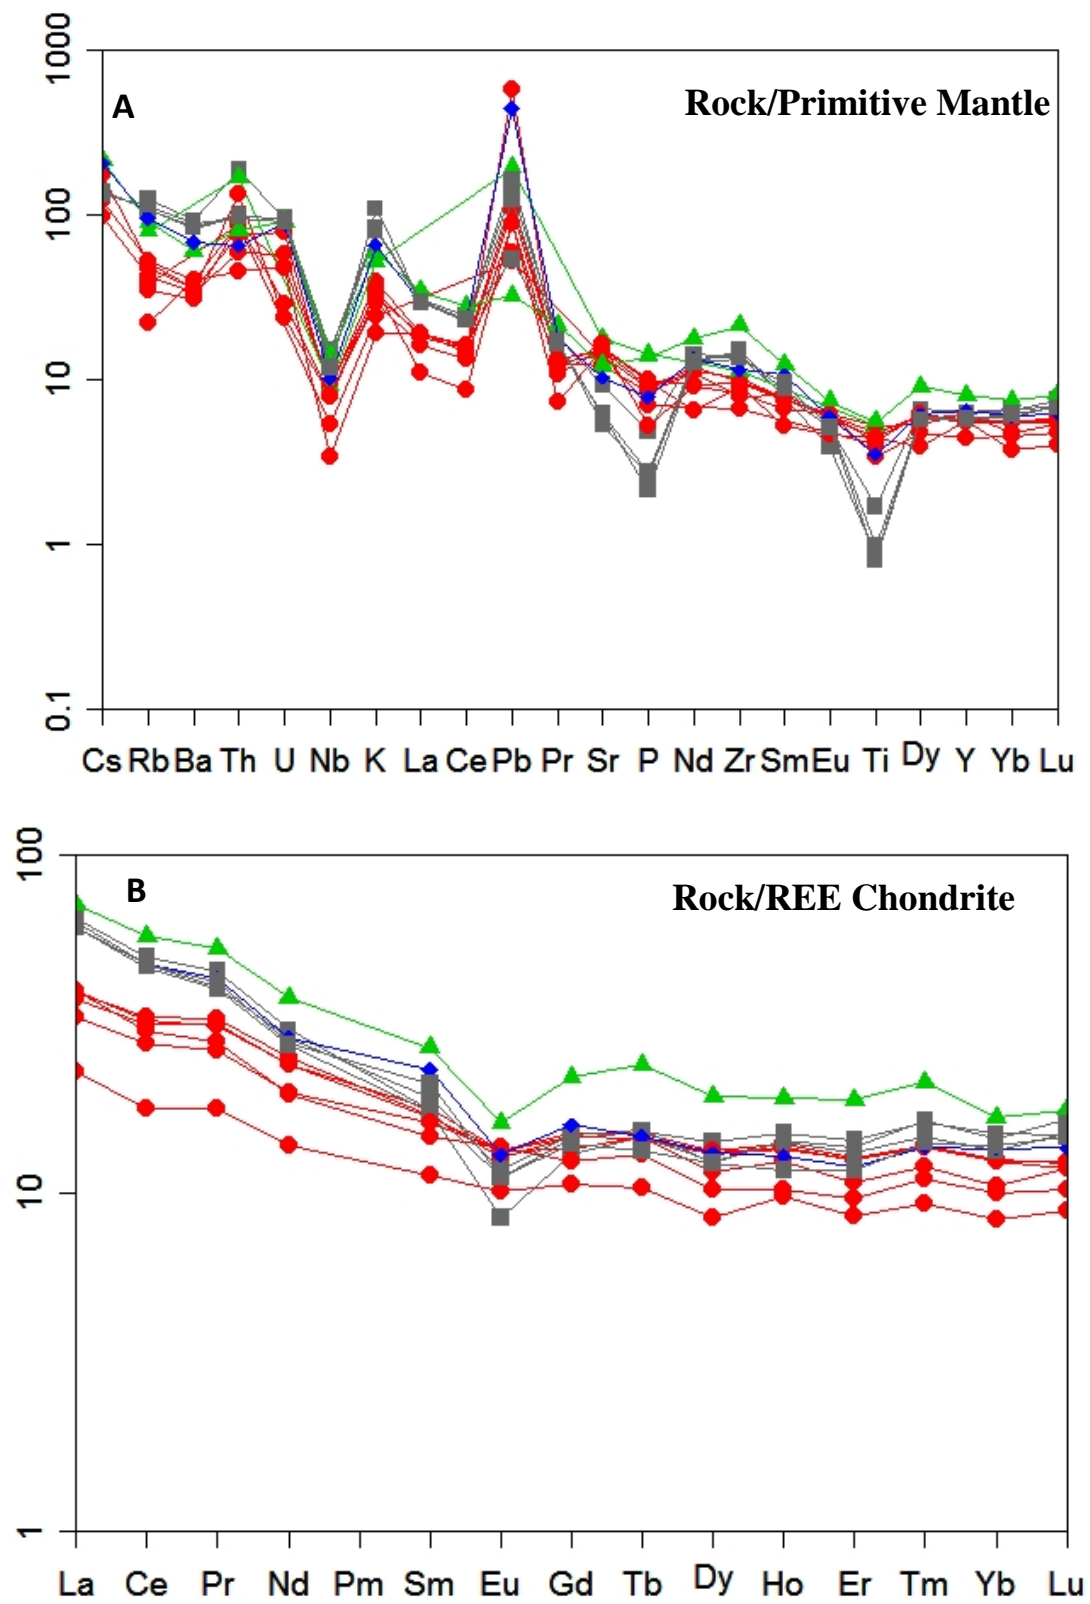 1000
A
Rock/Primitive Mantle
100
10
1
0.1
Cs Rb Ba Th U Nb K La Ce Pb Pr Sr P Nd Zr Sm Eu Ti Dy Y Yb Lu
100
B
Rock/REE Chondrite
10
1
La Ce Pr Nd Pm Sm Eu Gd Tb Dy Ho Er Tm Yb Lu